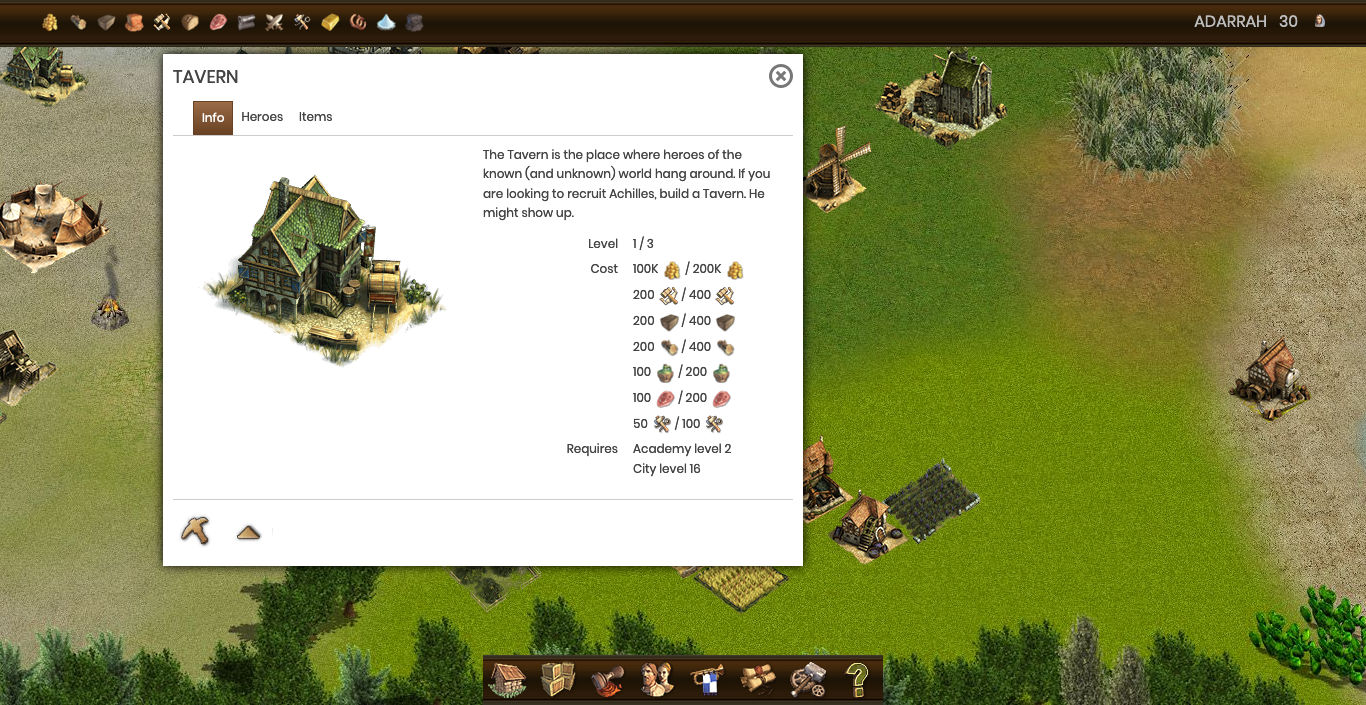 ADARRAH 30
TAVERN
Info Heroes Items
The Tavern is the place where heroes of the
known (and unknown) world hang around. If you
are looking to recruit Achilles, build a Tavern. He
might show up.
Level 1 / 3
Cost 100K / 200K
200 / 400
200 / 400
200 / 400
100 / 200
100 / 200
50 / 100
Requires Academy level 2
City level 16